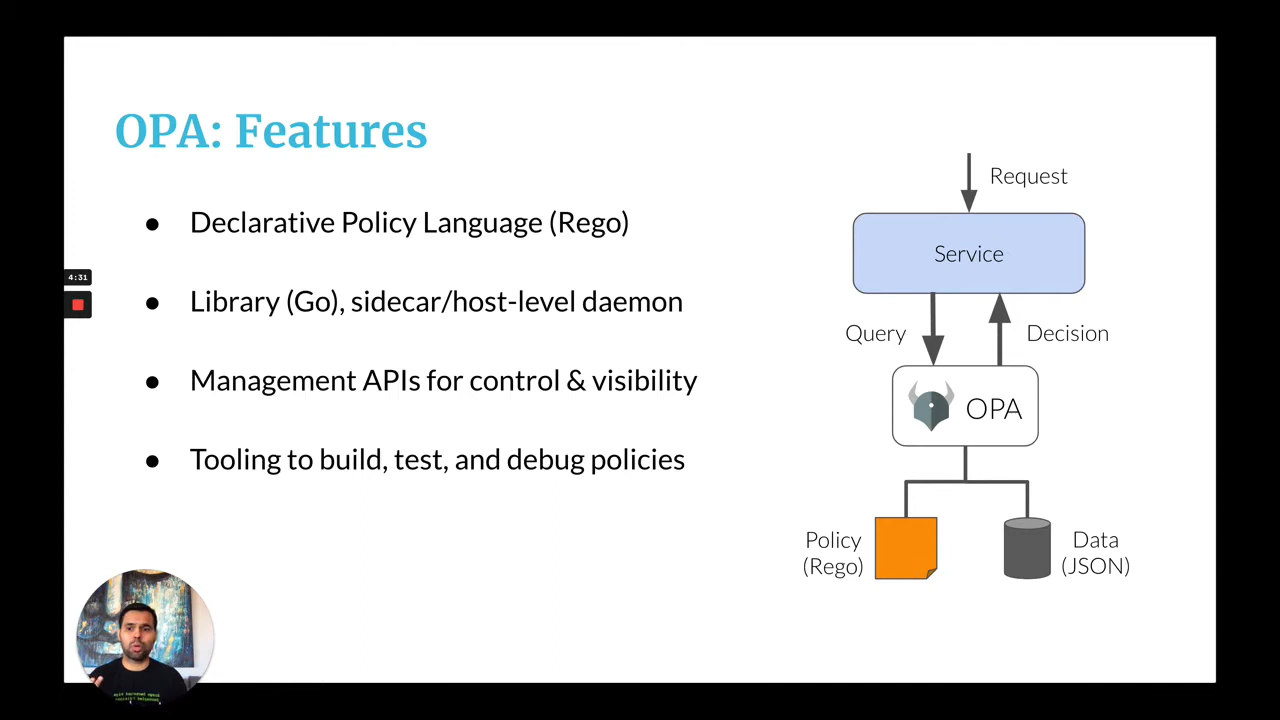 OPA: Features
● Declarative Policy Language (Rego)
● Library (Go), sidecar/host-level daemon
● Management APIs for control & visibility
● Tooling to build, test, and debug policies
4:31
Request
Service
Query
Decision
OPA
Policy
(Rego)
Data
(JSON)